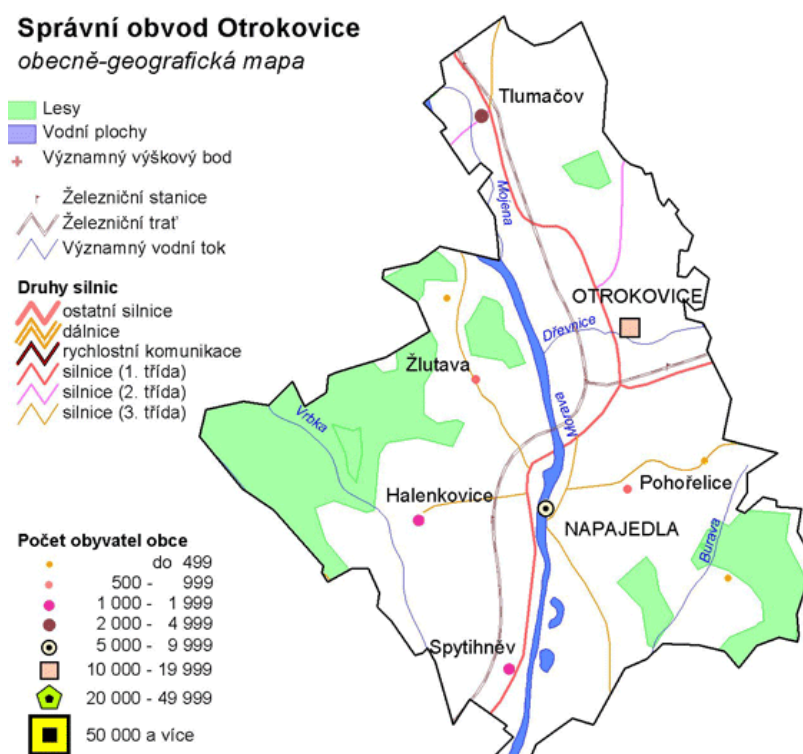 Správní obvod Otrokovice
obecně-geografická mapa
Lesy
Vodní plochy
Významný výškový bod
Železniční stanice
Železniční trať
Významný vodní tok
Druhy silnic
ostatní silnice
dálnice
rychlostní komunikace
silnice (1. třída)
silnice (2. třída)
silnice (3. třída)
Počet obyvatel obce
do 499
500 - 999
1 000 - 1 999
2 000 - 4 999
5 000 - 9 999
10 000 - 19 999
20 000 - 49 999
50 000 a více
Tlumačov
Mojena
OTROKOVICE
Dřevnice
Žlutava
Morava
Vrbka
Halenkovice
Pohořelice
NAPAJEDLA
Burava
Spytihněv